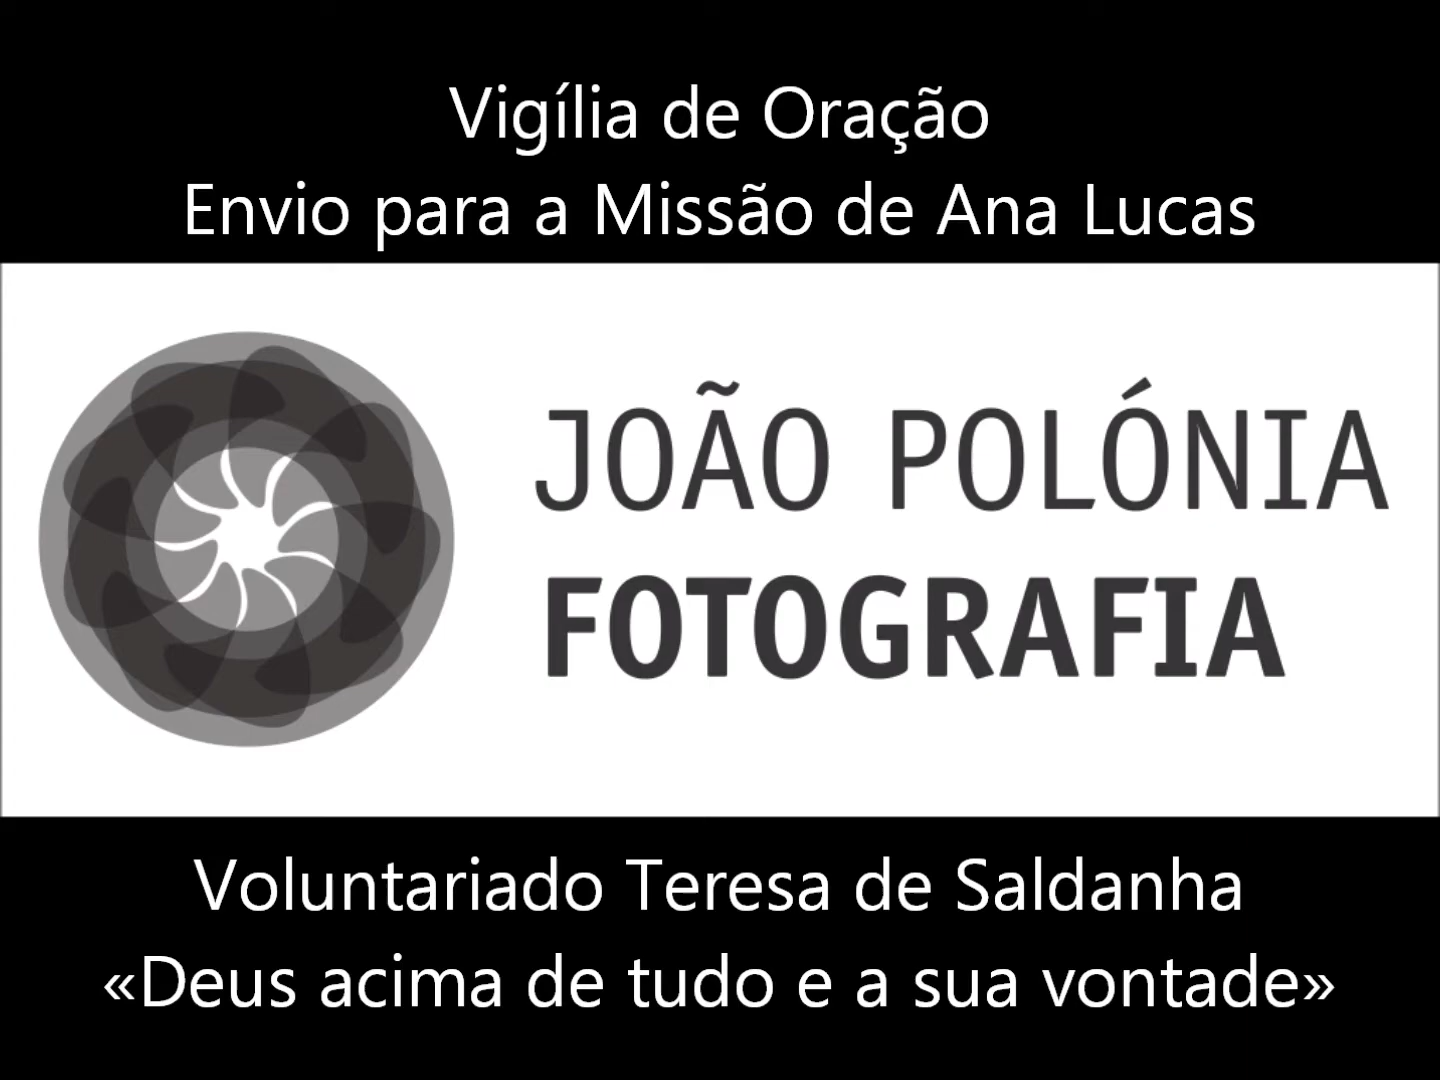 Vigília de Oração
Envio para a Missão de Ana Lucas
JOÃO POLÓNIA
FOTOGRAFIA
Voluntariado Teresa de Saldanha
«Deus acima de tudo e a sua vontade»